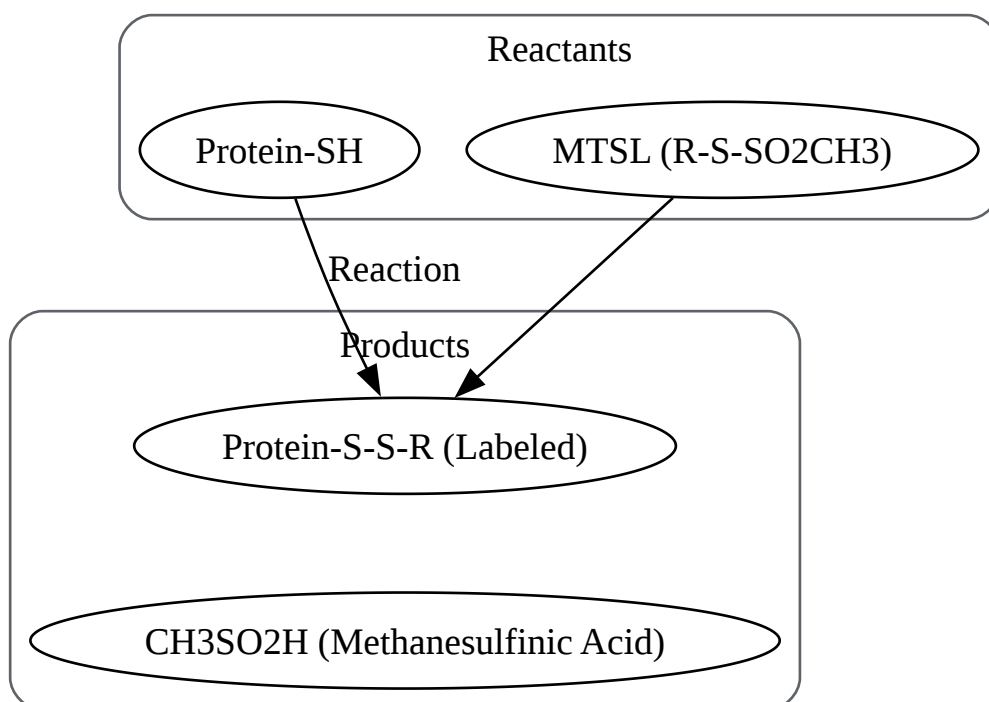 Reactants
Protein-SH
MTSL (R-S-SO2CH3)
Reaction
Products
Protein-S-S-R (Labeled)
CH3SO2H (Methanesulfinic Acid)